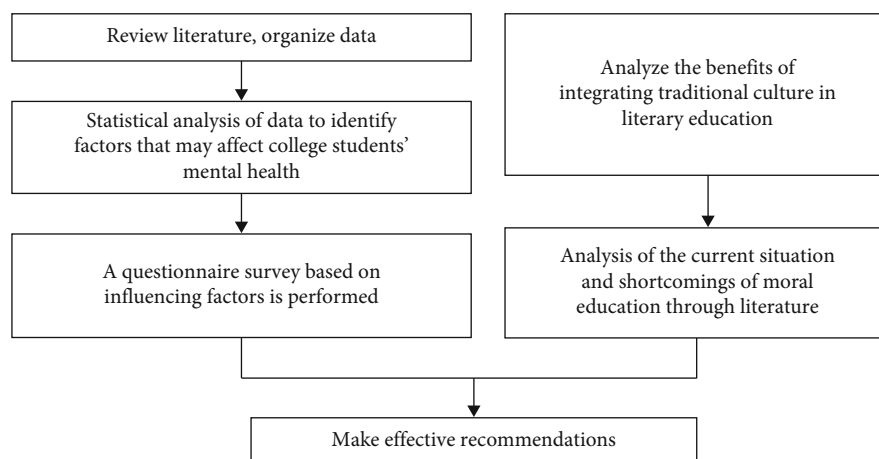 Review literature, organize data
Statistical analysis of data to identify
factors that may affect college students’
mental health
A questionnaire survey based on
influencing factors is performed
Analyze the benefits of
integrating traditional culture in
literary education
Analysis of the current situation
and shortcomings of moral
education through literature
Make effective recommendations